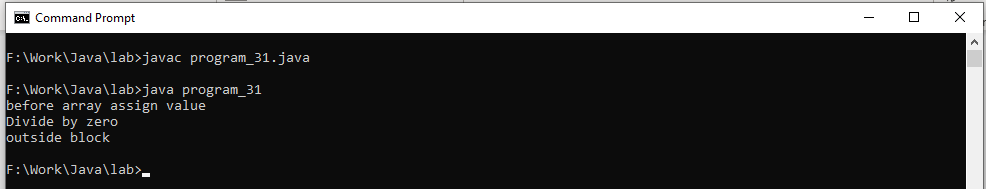 Command Prompt
F:\Work\Java\lab>javac program_31.java
F:\Work\Java\lab>java program_31
before array assign value
Divide by zero
outside block
F:\Work\Java\lab>